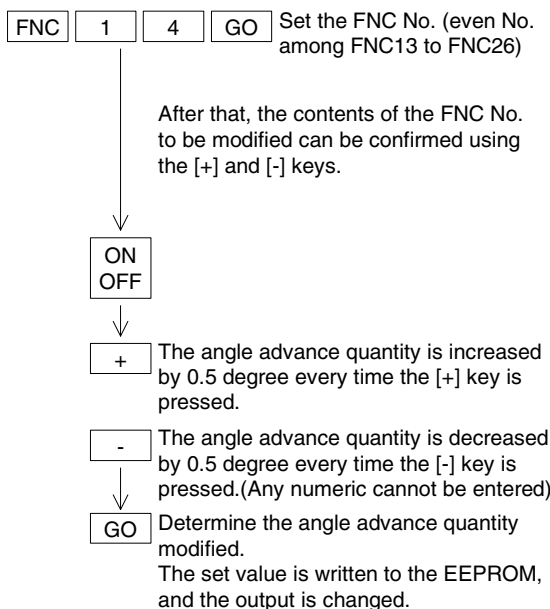 FNC 1 4 GO Set the FNC No. (even No.
among FNC13 to FNC26)
After that, the contents of the FNC No.
to be modified can be confirmed using
the [+] and [-] keys.
ON
OFF
+ The angle advance quantity is increased
by 0.5 degree every time the [+] key is
pressed.
- The angle advance quantity is decreased
by 0.5 degree every time the [-] key is
pressed.(Any numeric cannot be entered)
GO Determine the angle advance quantity
modified.
The set value is written to the EEPROM,
and the output is changed.